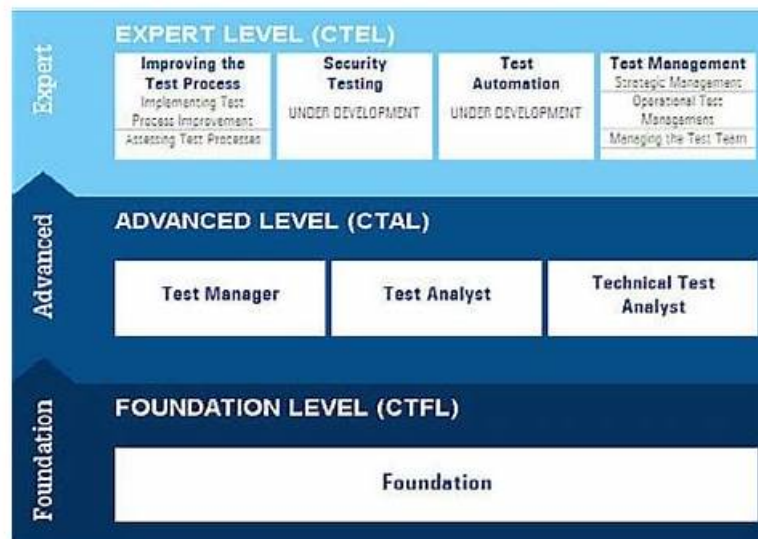 Expert
EXPERT LEVEL (CTEL)
Improving the
Test Process
Implementing Test
Process Improvement
Assessing Test Processes
Security
Testing
UNDER DEVELOPMENT
Test
Automation
UNDER DEVELOPMENT
Test Management
Strategic Management
Operational Test
Management
Managing the Test Team
Advanced
ADVANCED LEVEL (CTAL)
Test Manager
Test Analyst
Technical Test
Analyst
Foundation
FOUNDATION LEVEL (CTFL)
Foundation